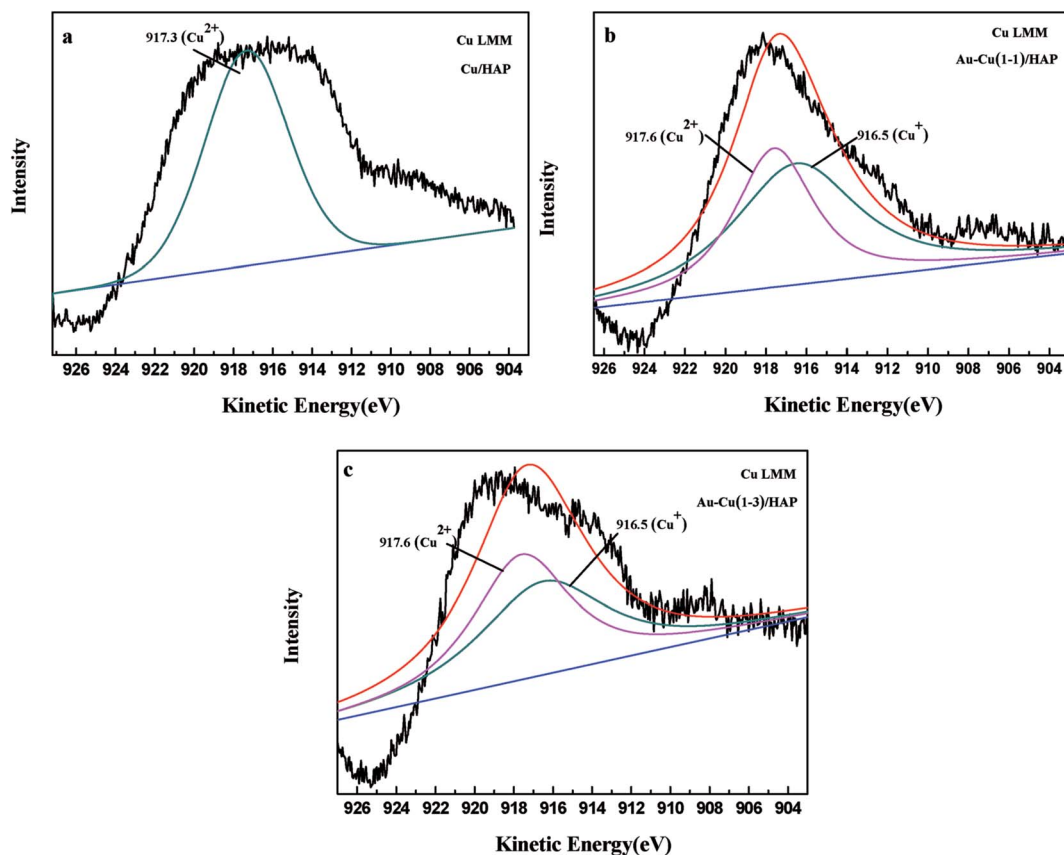 a
917.3 (Cu2+)
Cu LMM
Cu/HAP
Intensity
926 924 922 920 918 916 914 912 910 908 906 904
Kinetic Energy(eV)
b
Cu LMM
Au-Cu(1-1)/HAP
917.6 (Cu2+)
916.5 (Cu+)
Intensity
926 924 922 920 918 916 914 912 910 908 906 904
Kinetic Energy(eV)
c
Cu LMM
Au-Cu(1-3)/HAP
917.6 (Cu2+)
916.5 (Cu+)
Intensity
926 924 922 920 918 916 914 912 910 908 906 904
Kinetic Energy(eV)